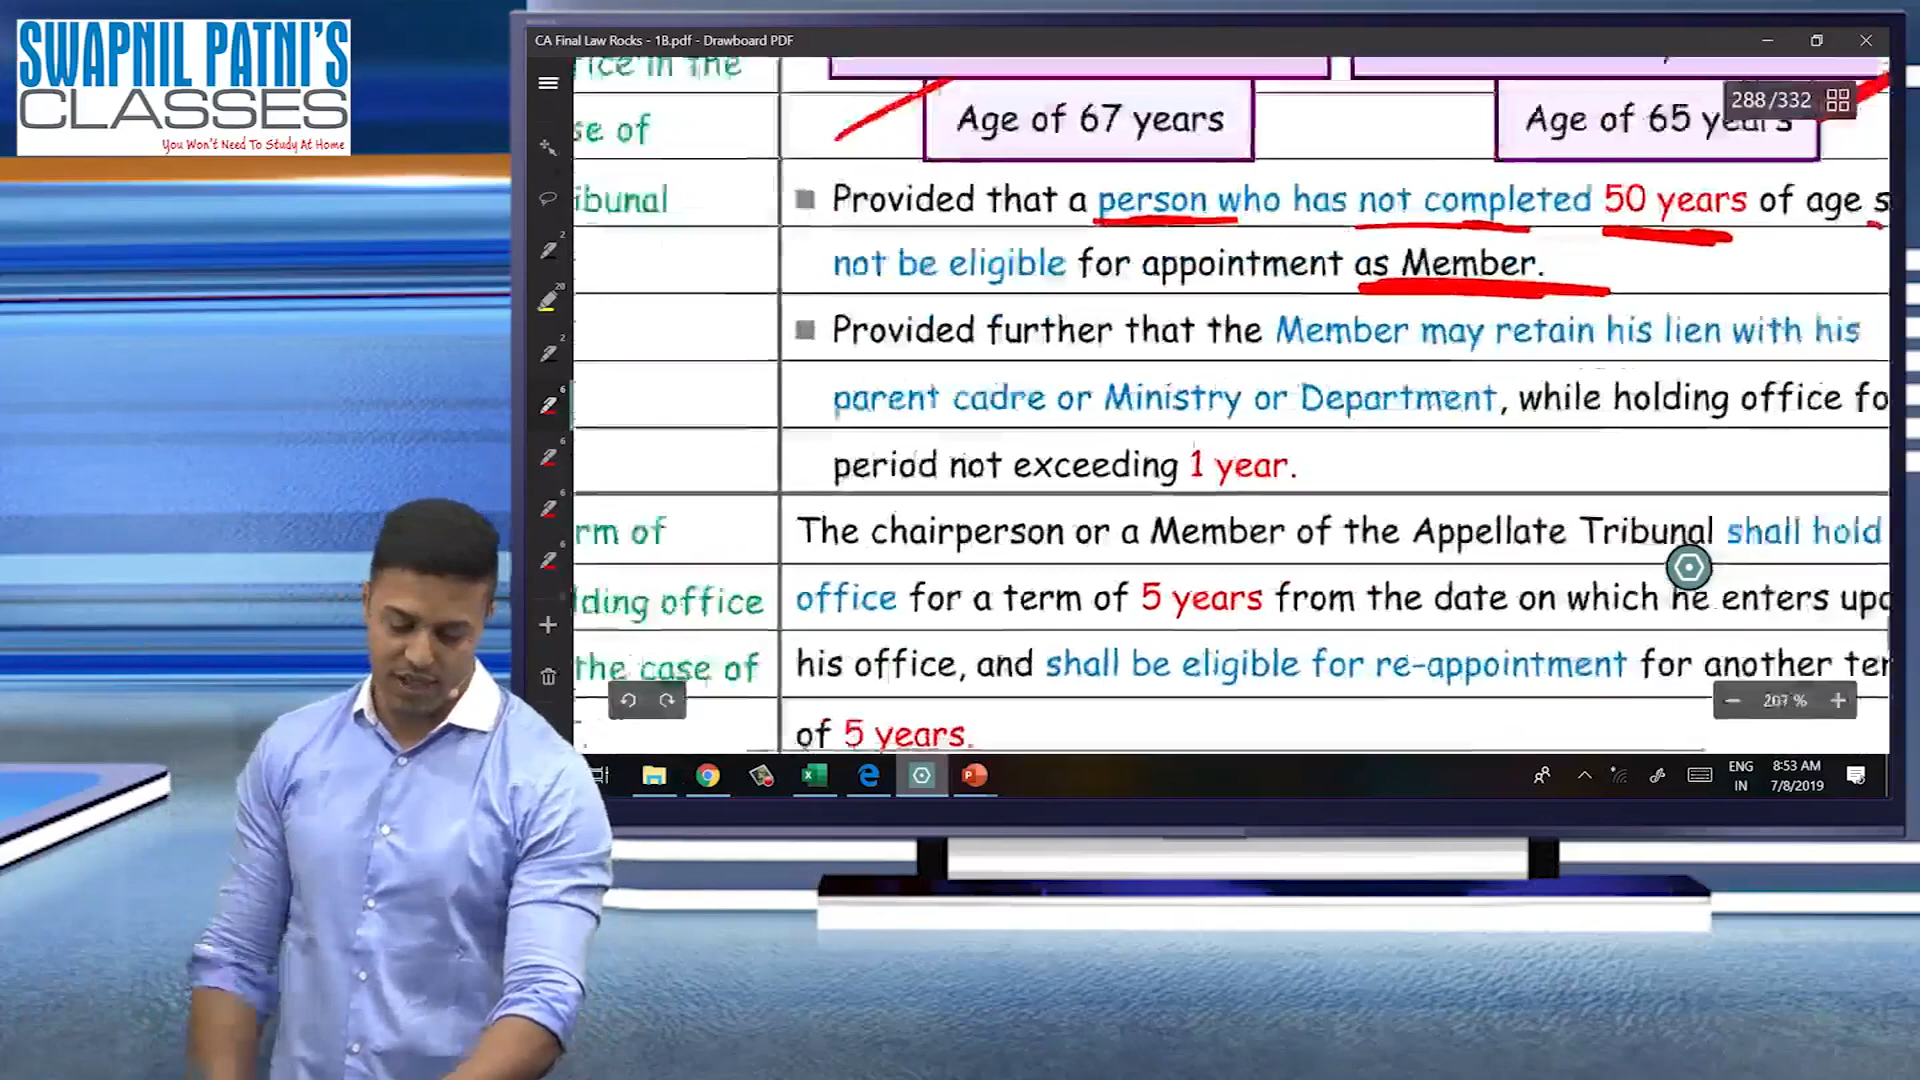 SWAPNIL PATNI'S
CLASSES
You Won't Need To Study At Home
CA Final Law Rocks - 1B.pdf - Drawboard PDF
288 /332
in the
Age of 67 years
Age of 65 years
se of
ibunal
Provided that a person who has not completed 50 years of age s
not be eligible for appointment as Member.
Provided further that the Member may retain his lien with his
parent cadre or Ministry or Department, while holding office fo
period not exceeding 1 year.
rm of
The chairperson or a Member of the Appellate Tribunal shall hold
lding office
office for a term of 5 years from the date on which he enters upo
the case of
his office, and shall be eligible for re-appointment for another ter
207 %
of 5 years.
ENG
IN
8:53 AM
7/8/2019